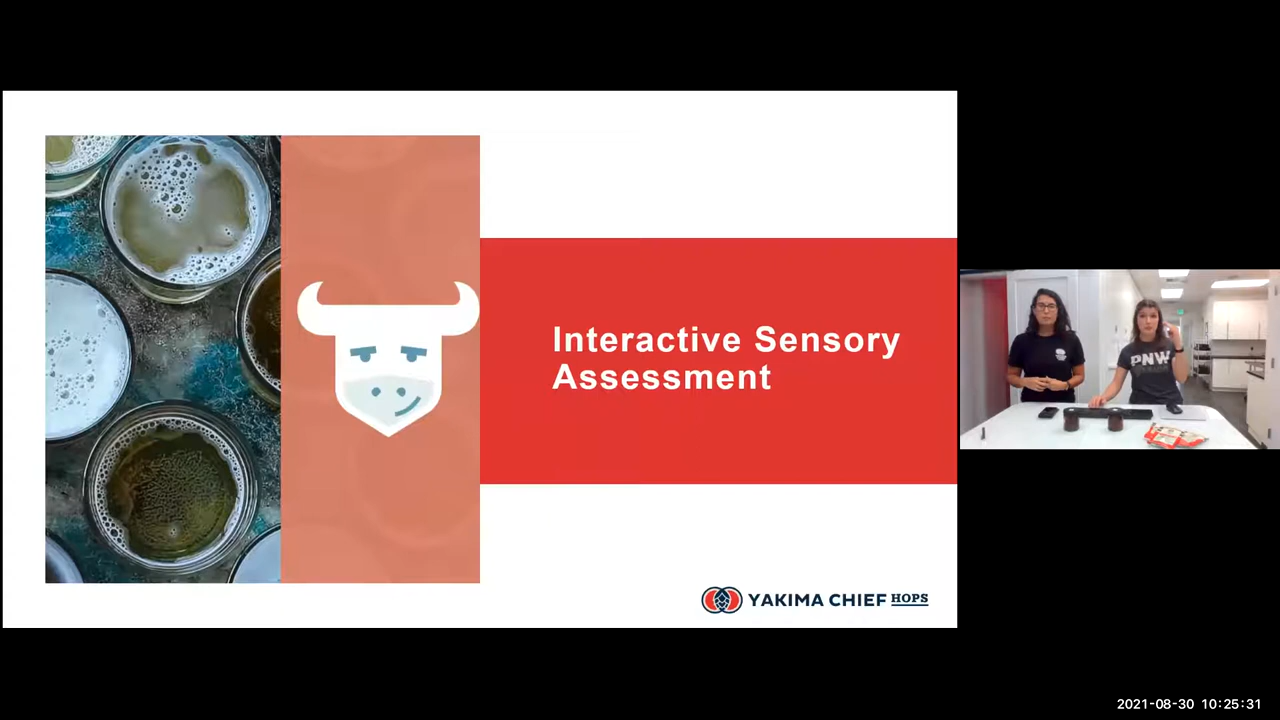 Interactive Sensory
Assessment
YAKIMA CHIEF HOPS
PNW
2021-08-30 10:25:31